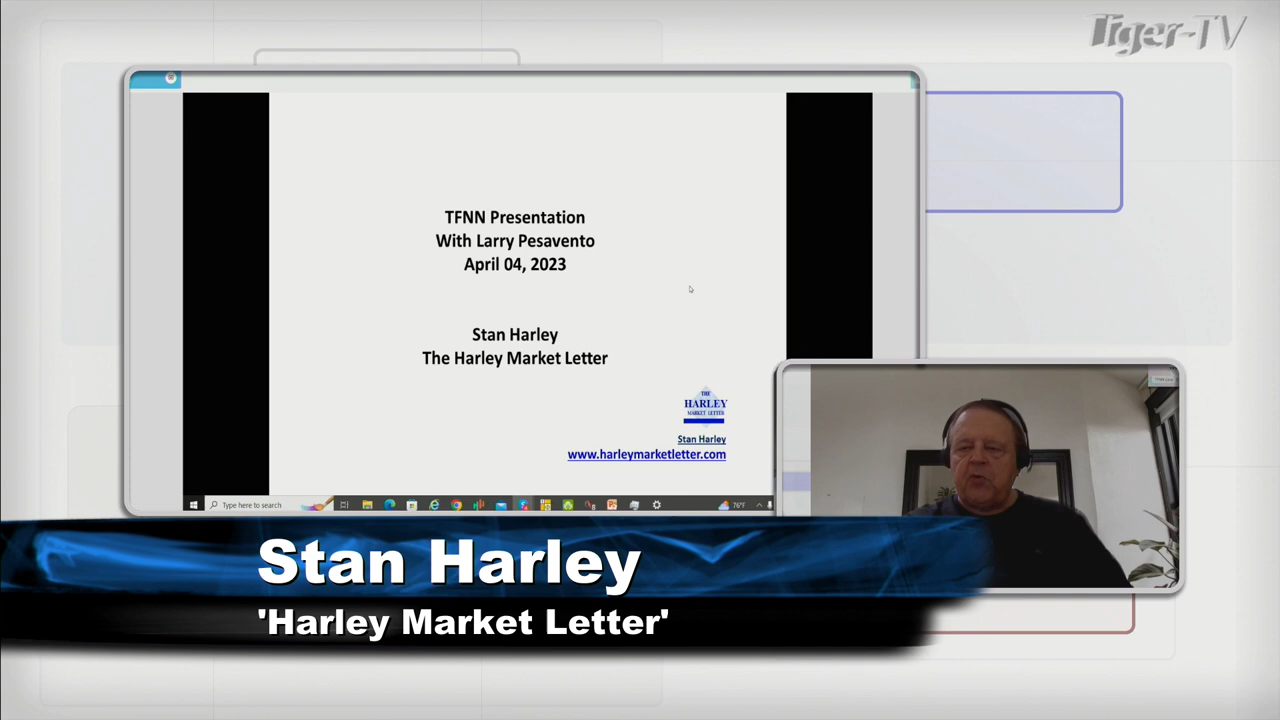 Tiger-TV
TFNN Presentation
With Larry Pesavento
April 04, 2023
Stan Harley
The Harley Market Letter
THE
HARLEY
MARKET LETTER
Stan Harley
www.harleymarketletter.com
Type here to search
76°F
Stan Harley
'Harley Market Letter'